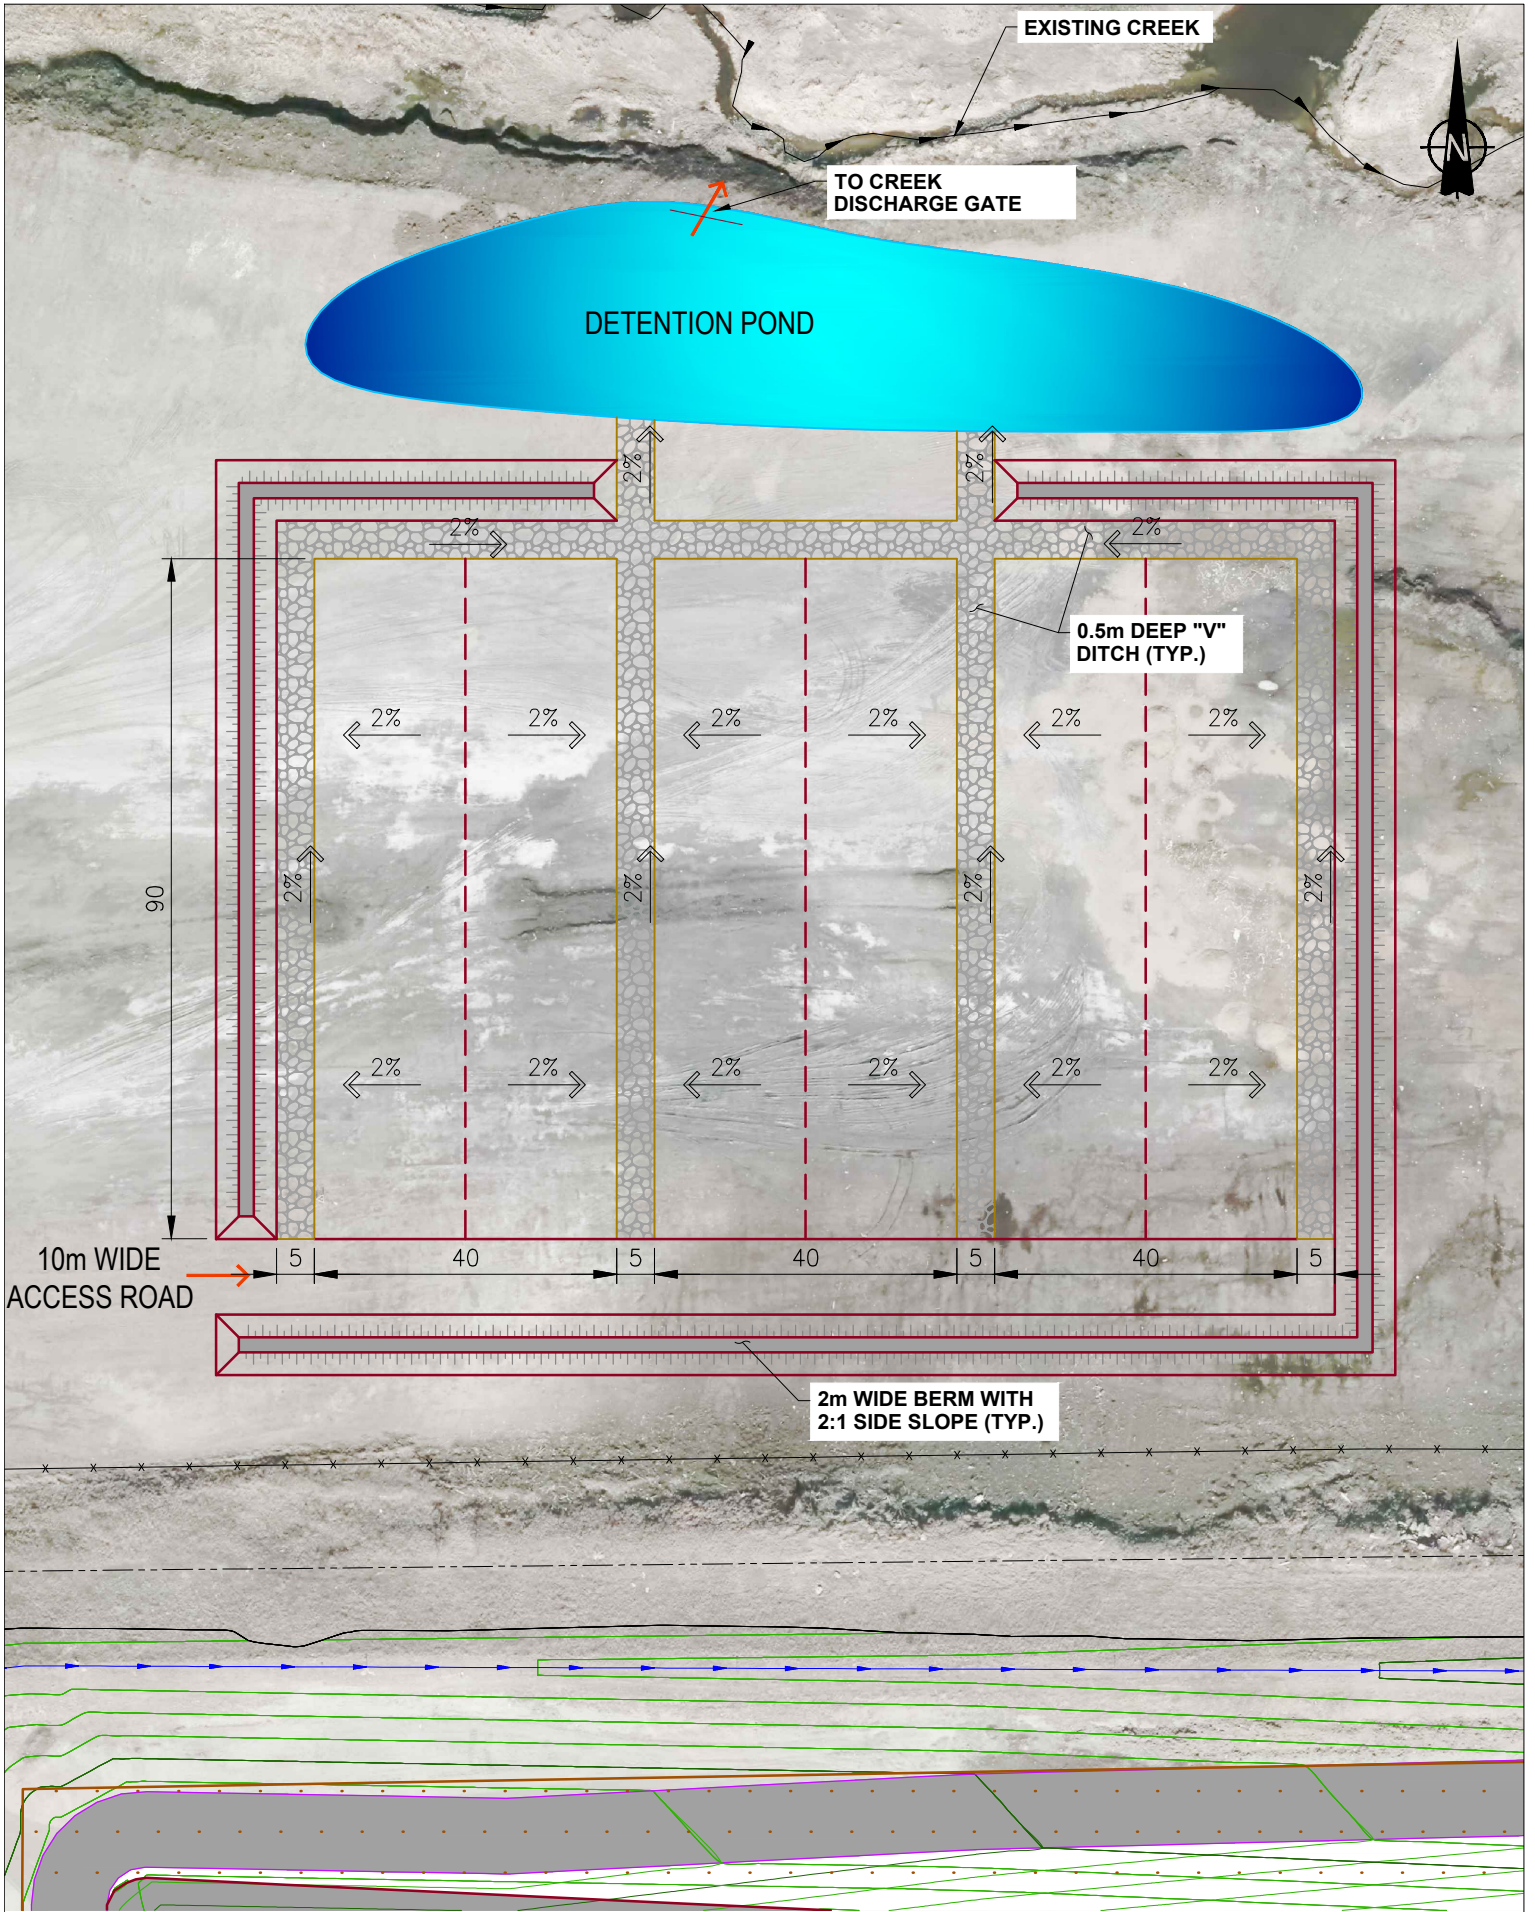 EXISTING CREEK
N
TO CREEK
DISCHARGE GATE
DETENTION POND
2%
2%
2%
2%
0.5m DEEP "V"
DITCH (TYP.)
2%
2%
2%
2%
2%
2%
90
2%
2%
2%
2%
2%
2%
2%
2%
2%
2%
10m WIDE
ACCESS ROAD
5
40
5
40
5
40
5
2m WIDE BERM WITH
2:1 SIDE SLOPE (TYP.)